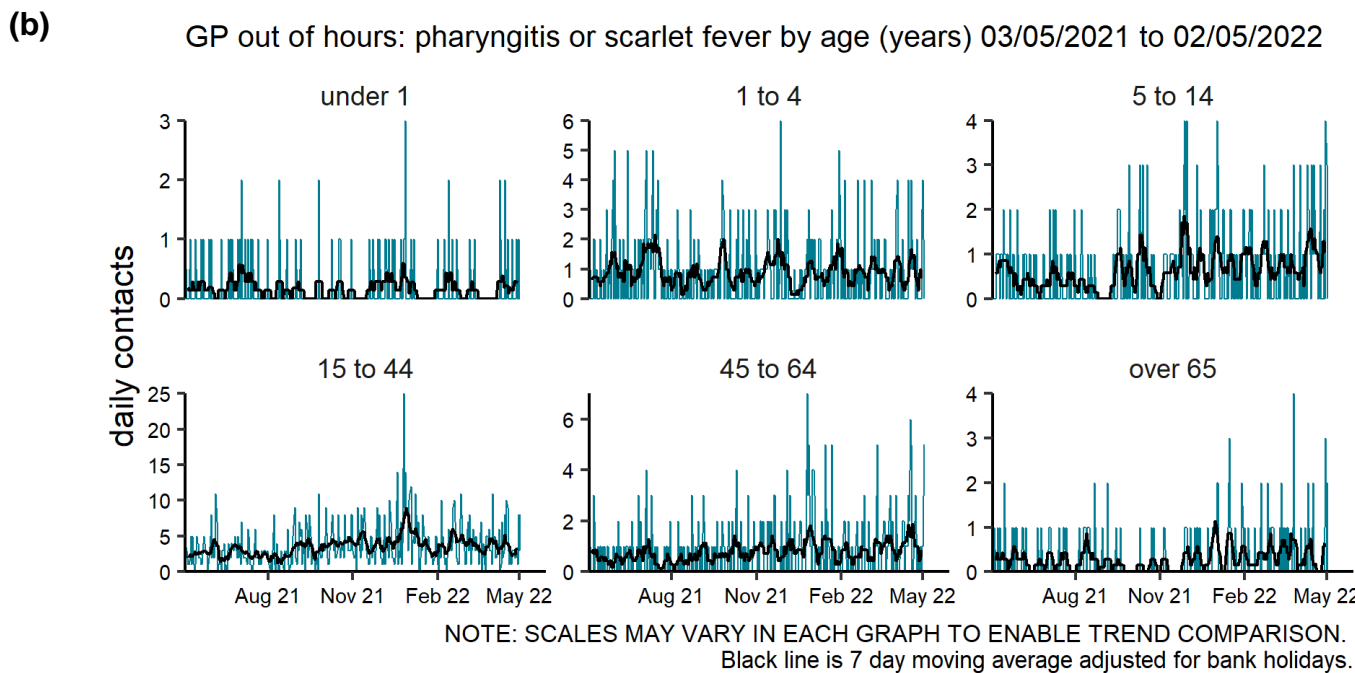 (b)
GP out of hours: pharyngitis or scarlet fever by age (years) 03/05/2021 to 02/05/2022
daily contacts
under 1
3
2
1
0
1 to 4
6
5
4
3
2
1
0
5 to 14
4
3
2
1
0
15 to 44
25
20
15
10
5
0
Aug 21 Nov 21 Feb 22 May 22
45 to 64
6
4
2
0
Aug 21 Nov 21 Feb 22 May 22
over 65
4
3
2
1
0
Aug 21 Nov 21 Feb 22 May 22
NOTE: SCALES MAY VARY IN EACH GRAPH TO ENABLE TREND COMPARISON.
Black line is 7 day moving average adjusted for bank holidays.